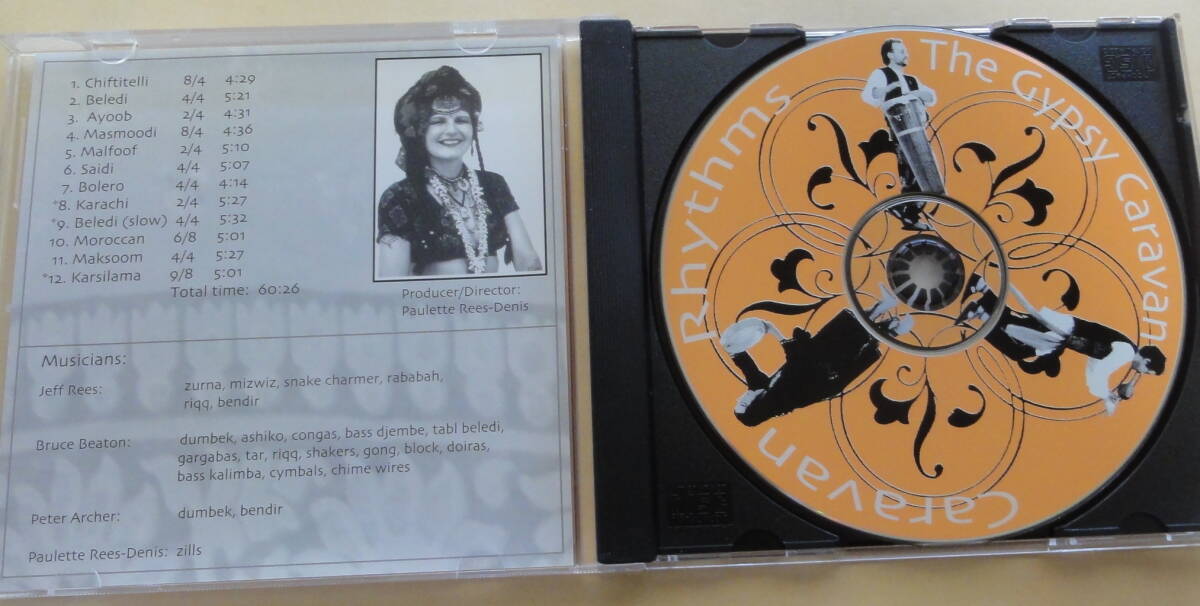 1. Chiftitelli 8/4 4:29
2. Beledi 4/4 5:21
3. Ayoob 2/4 4:31
4. Masmoodi 8/4 4:36
5. Malfoof 2/4 5:10
6. Saidi 4/4 5:07
7. Bolero 4/4 4:14
*8. Karachi 2/4 5:27
*9. Beledi (slow) 4/4 5:32
10. Moroccan 6/8 5:01
11. Maksoom 4/4 5:27
*12. Karsilama 9/8 5:01
Total time: 60:26
Producer/Director:
Paulette Rees-Denis
Musicians:
Jeff Rees: zurna, mizwiz, snake charmer, rababah,
riqq, bendir
Bruce Beaton: dumbek, ashiko, congas, bass djembe, tabl beledi,
gargabas, tar, riqq, shakers, gong, block, doiras,
bass kalimba, cymbals, chime wires
Peter Archer: dumbek, bendir
Paulette Rees-Denis: zills
The Gypsy Caravan
Caravan Rhythms